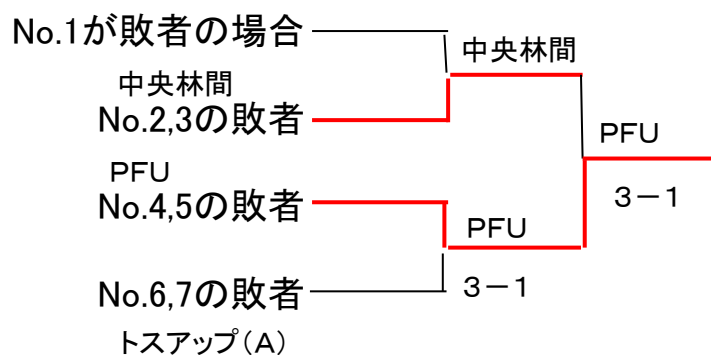 No.1が敗者の場合
中央林間
中央林間
No.2,3の敗者
PFU
PFU
No.4,5の敗者
3－1
PFU
No.6,7の敗者
3－1
トスアップ(A)